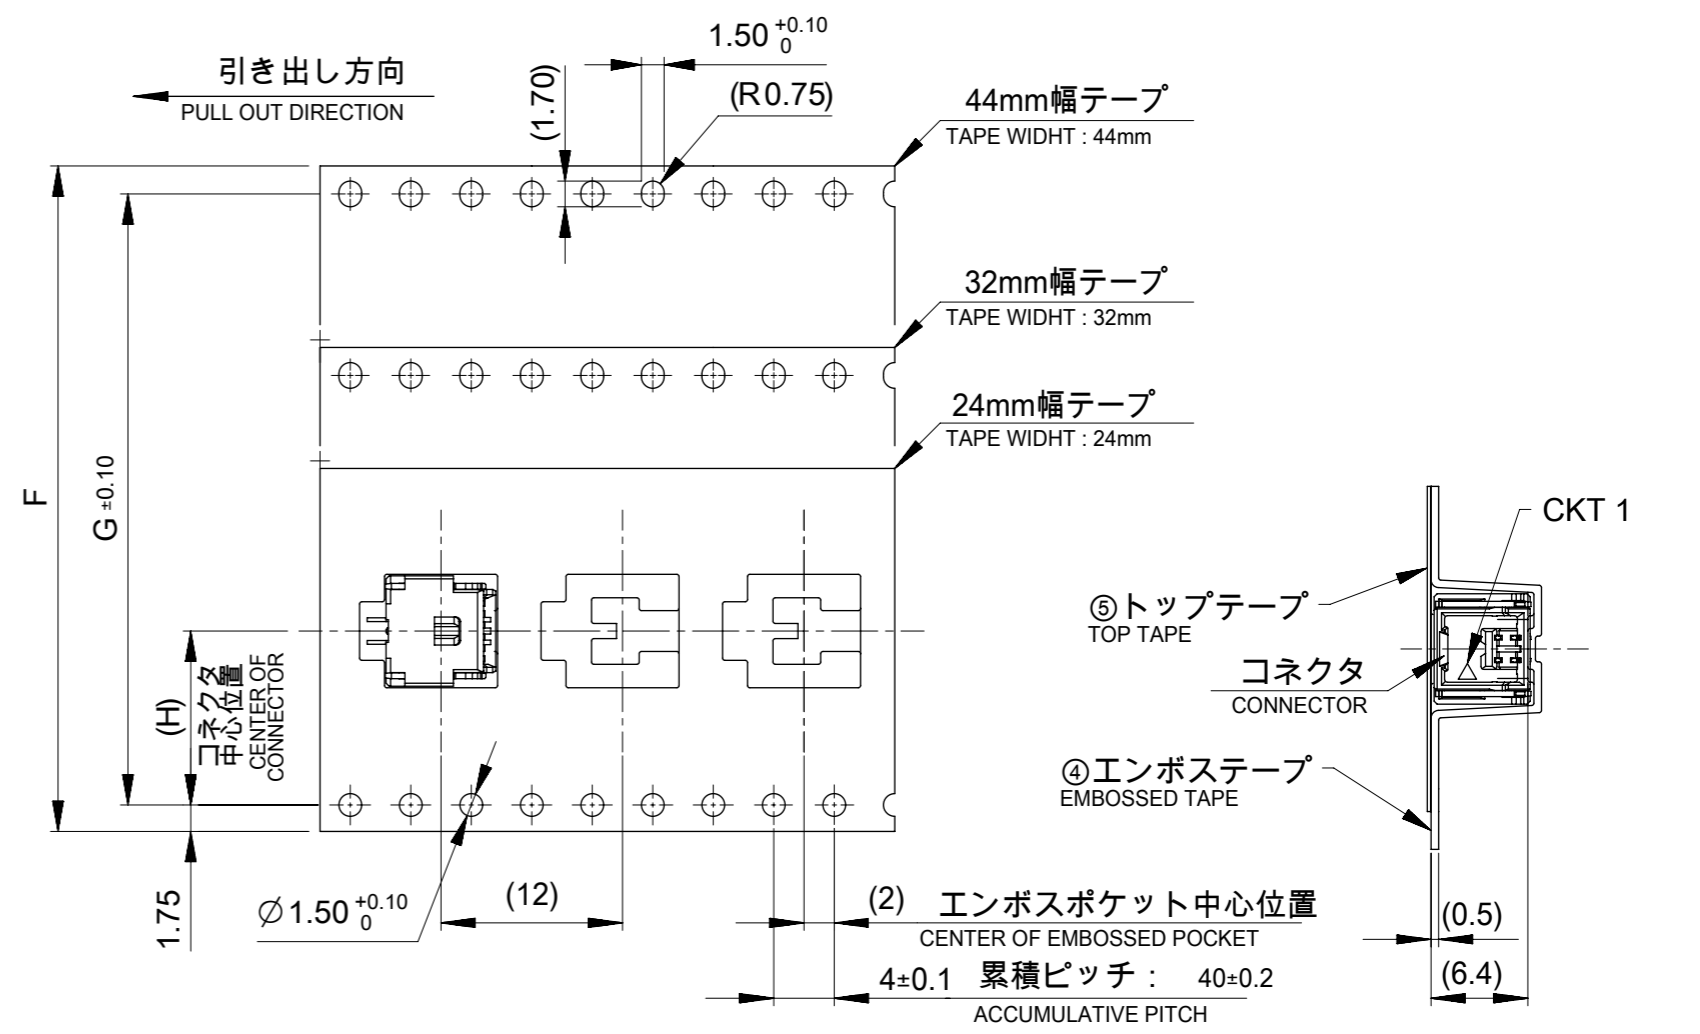 1.50 +0.10 0
引き出し方向
PULL OUT DIRECTION
(1.70)
(R0.75)
44mm幅テープ
TAPE WIDHT : 44mm
32mm幅テープ
TAPE WIDHT : 32mm
24mm幅テープ
TAPE WIDHT : 24mm
F
G ±0.10
(H)
コネクタ
中心位置
CENTER OF
CONNECTOR
1.75
∅1.50 +0.10 0
(12)
(2)
エンボスポケット中心位置
CENTER OF EMBOSSED POCKET
4±0.1 累積ピッチ : 40±0.2
ACCUMULATIVE PITCH
CKT 1
⑤トップテープ
TOP TAPE
コネクタ
CONNECTOR
④エンボステープ
EMBOSSED TAPE
(0.5)
(6.4)